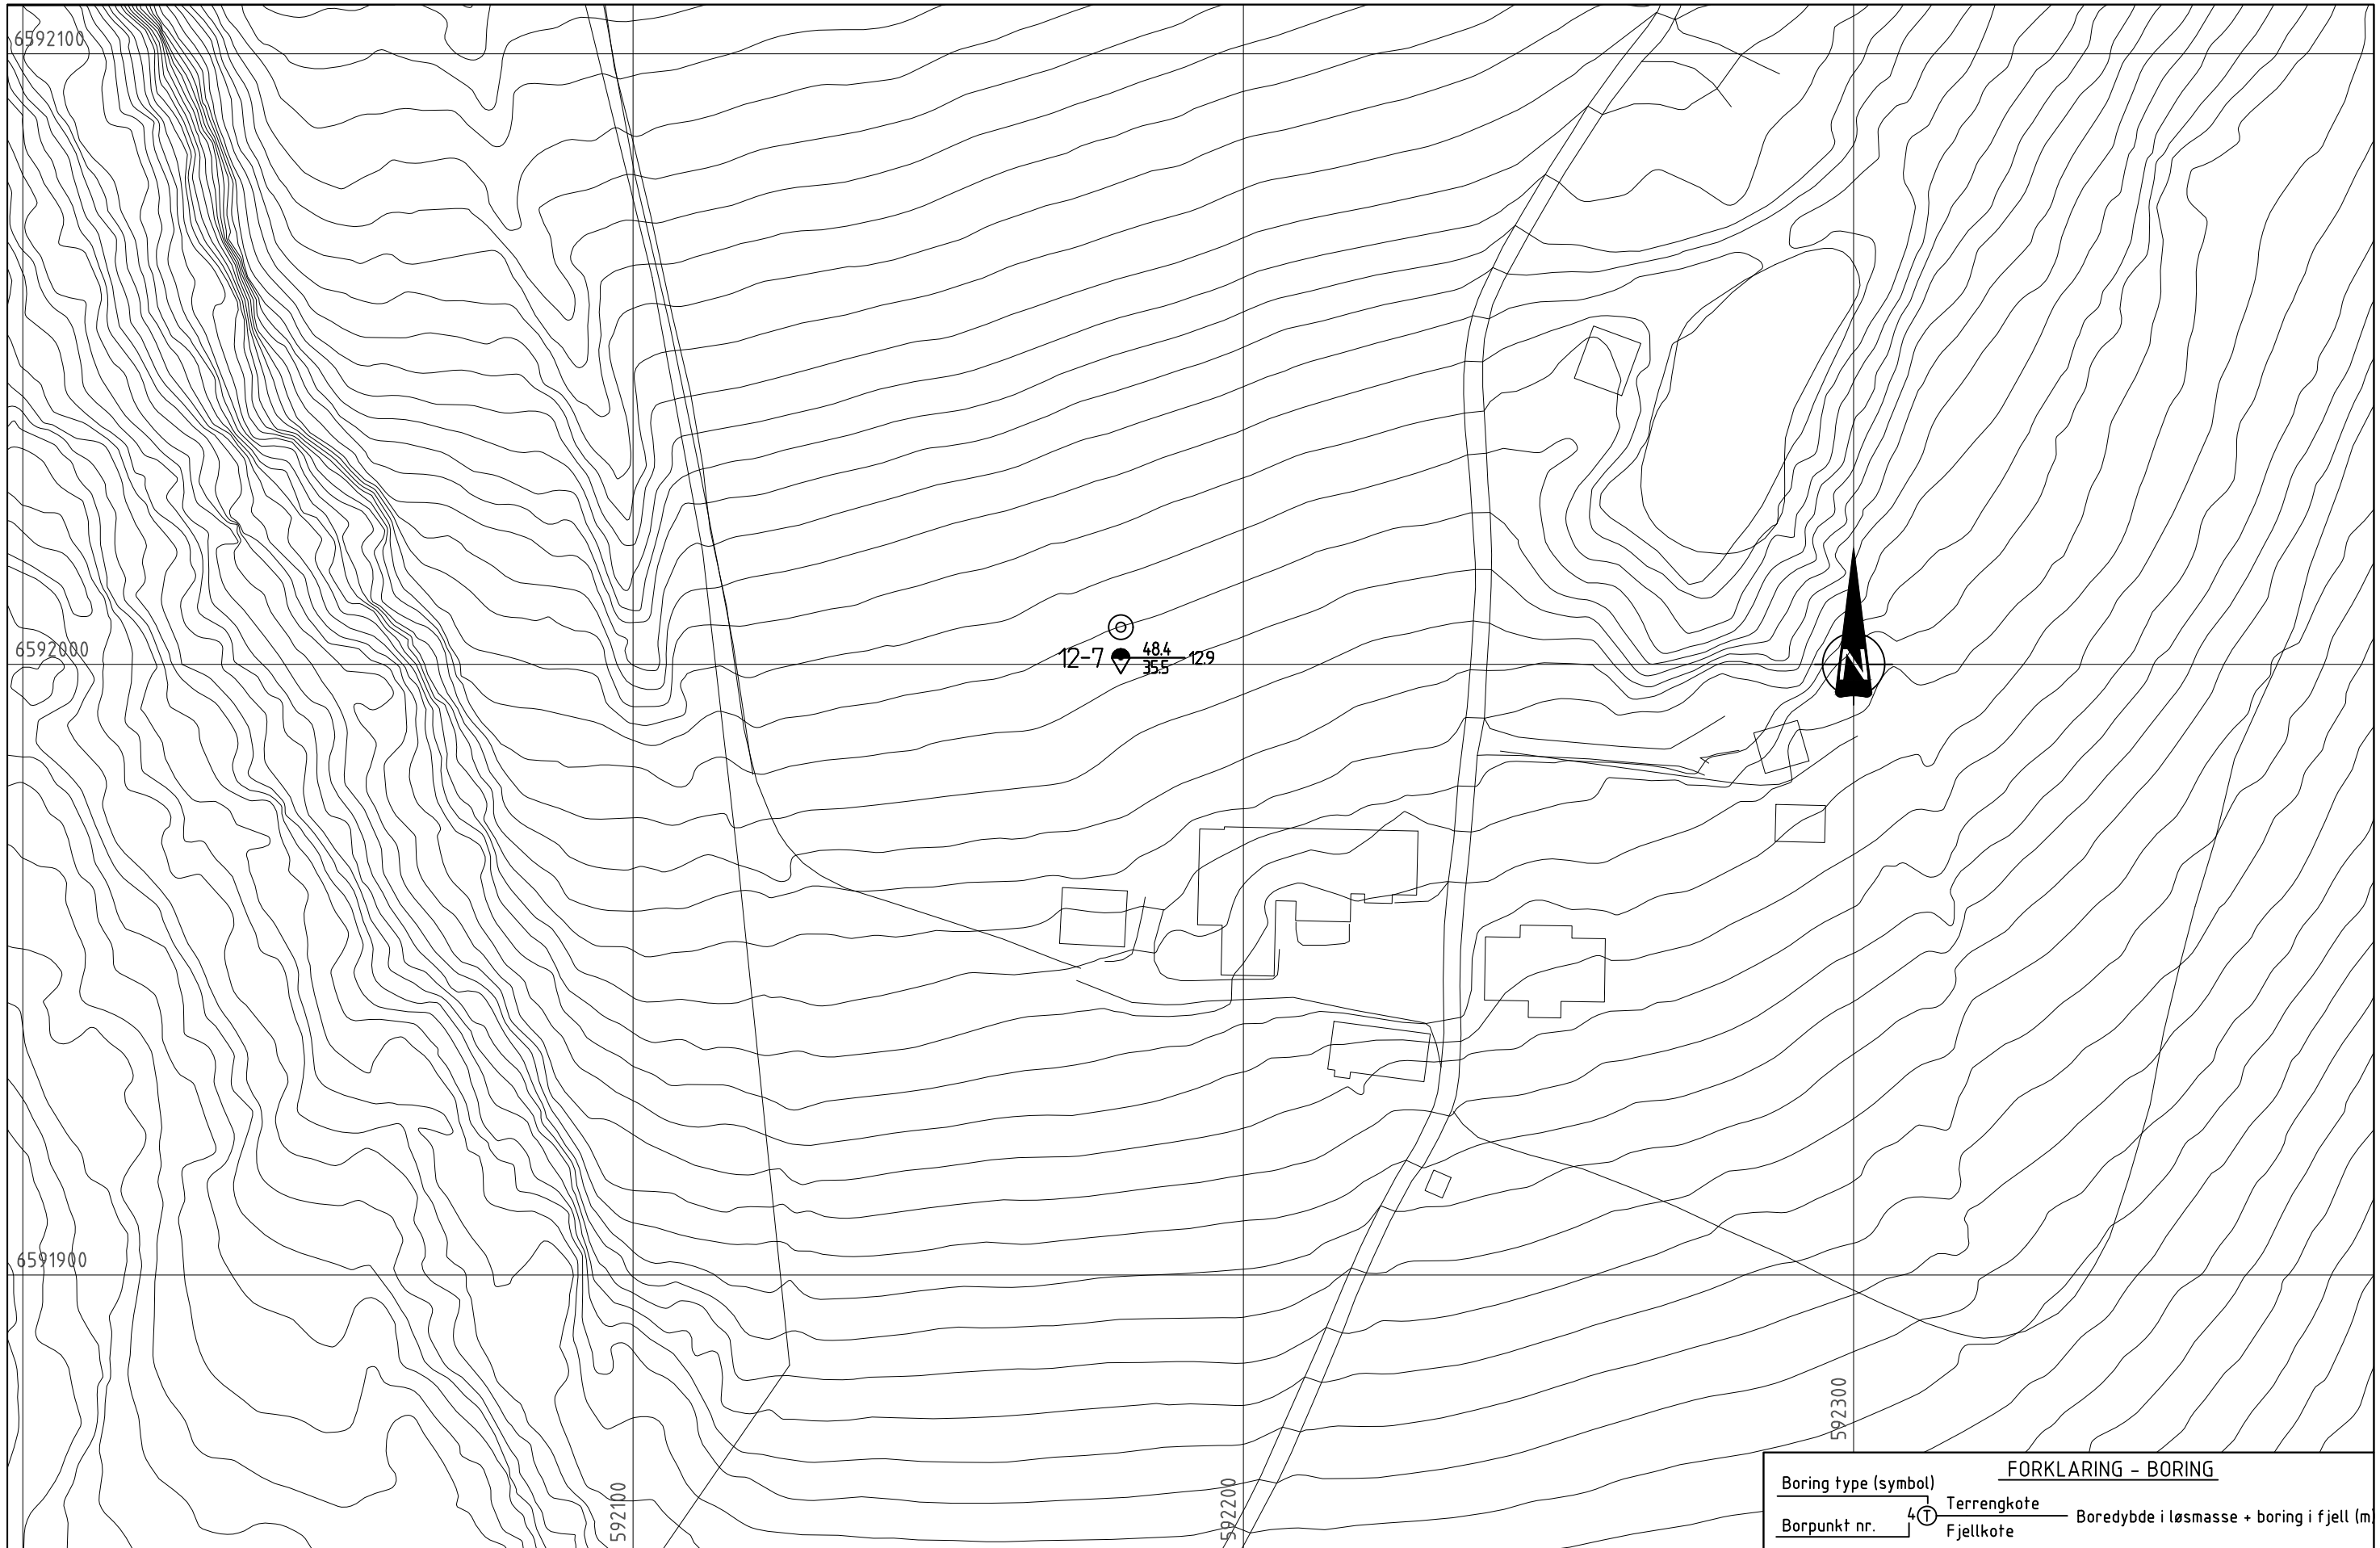 6592100
12-7 48.4 12.9
35.5
6592000
N
6591900
592100
592200
592300
FORKLARING - BORING
Boring type (symbol)
Terrengkote
4 T Boredybde i løsmasse + boring i fjell (m
Borpunkt nr.
Fjellkote